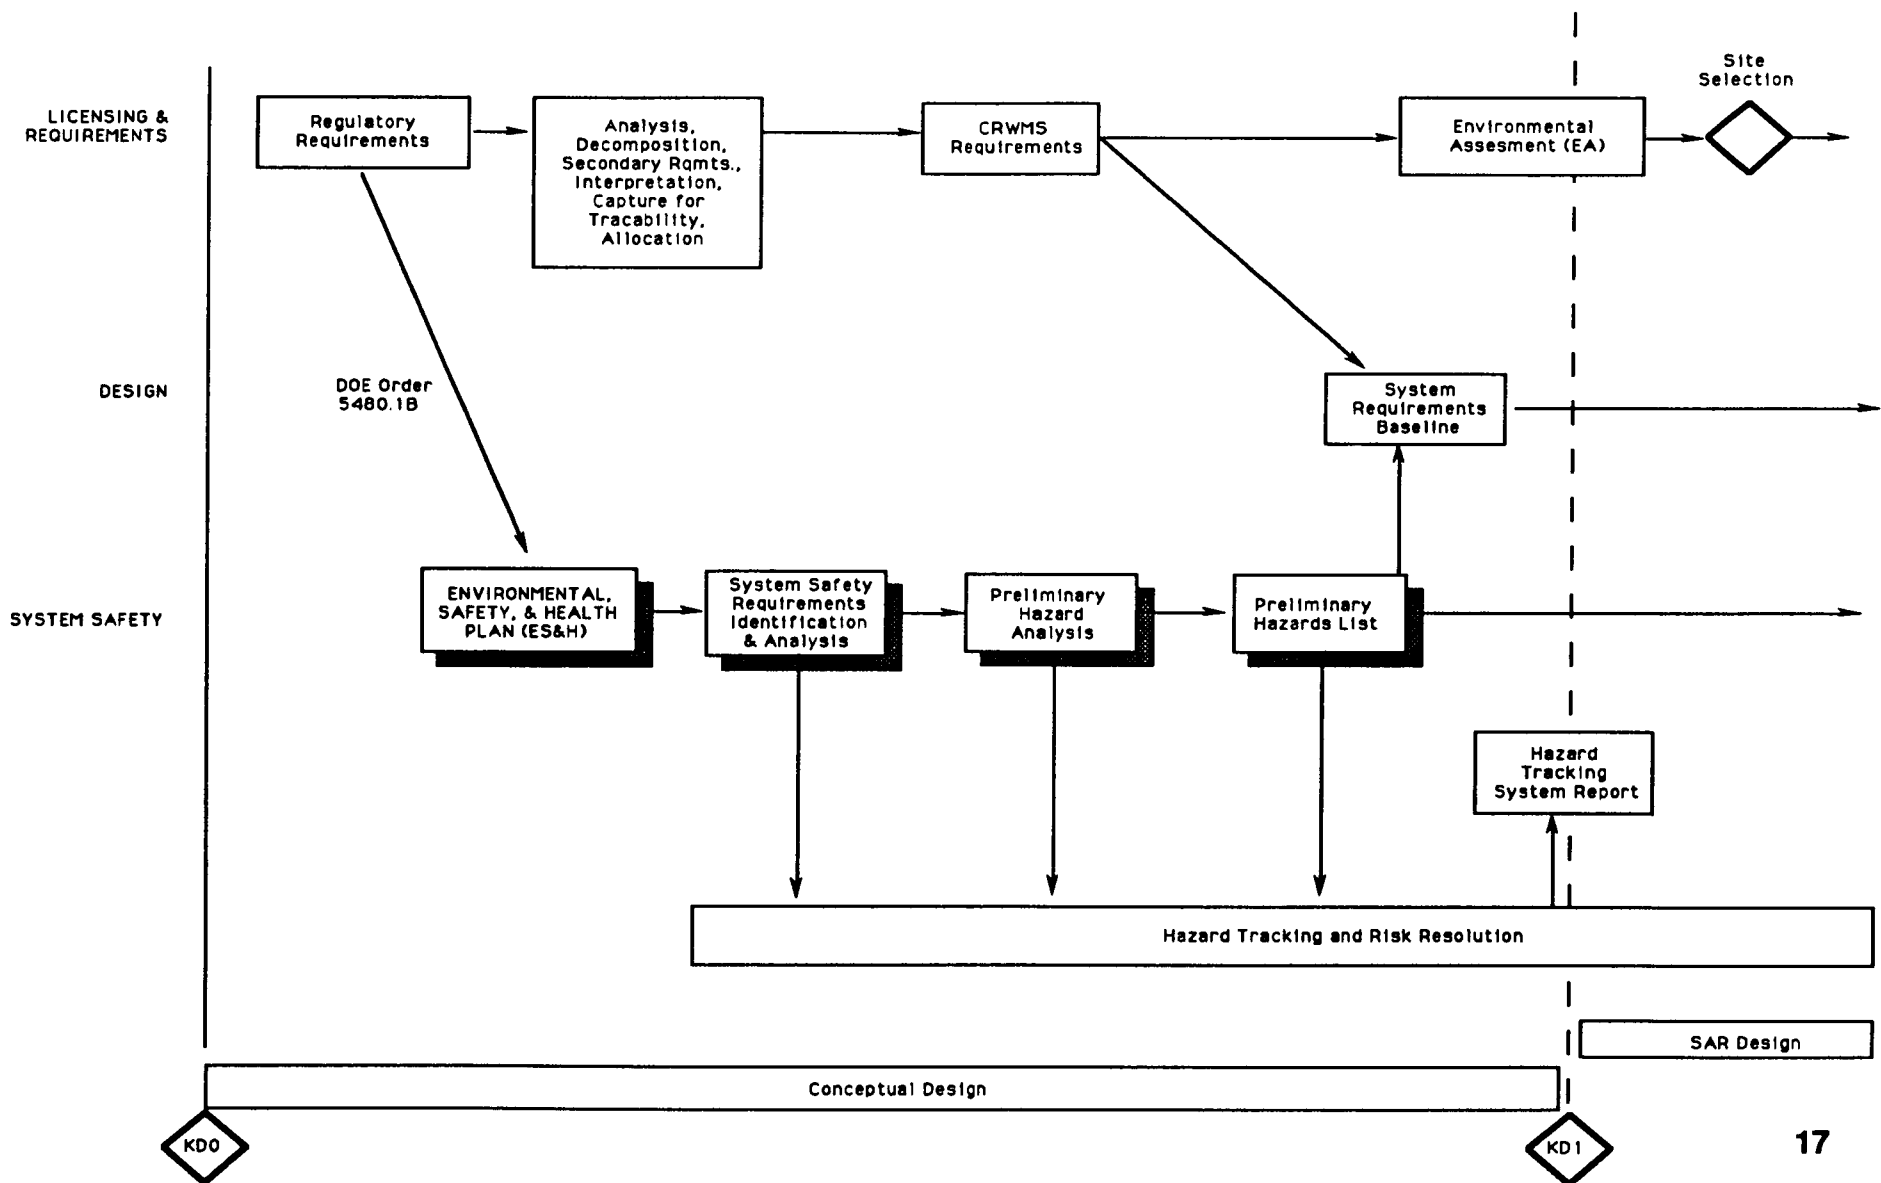 Site
Selection
LICENSING &
REQUIREMENTS
Regulatory
Requirements
Analysis,
Decomposition,
Secondary Rqmts.,
Interpretation,
Capture for
Tracability,
Allocation
CRWMS
Requirements
Environmental
Assesment (EA)
DESIGN
DOE Order
5480.1B
System
Requirements
Baseline
SYSTEM SAFETY
ENVIRONMENTAL,
SAFETY, & HEALTH
PLAN (ES&H)
System Safety
Requirements
Identification
& Analysis
Preliminary
Hazard
Analysis
Preliminary
Hazards List
Hazard
Tracking
System Report
Hazard Tracking and Risk Resolution
SAR Design
Conceptual Design
KD0
KD1
17